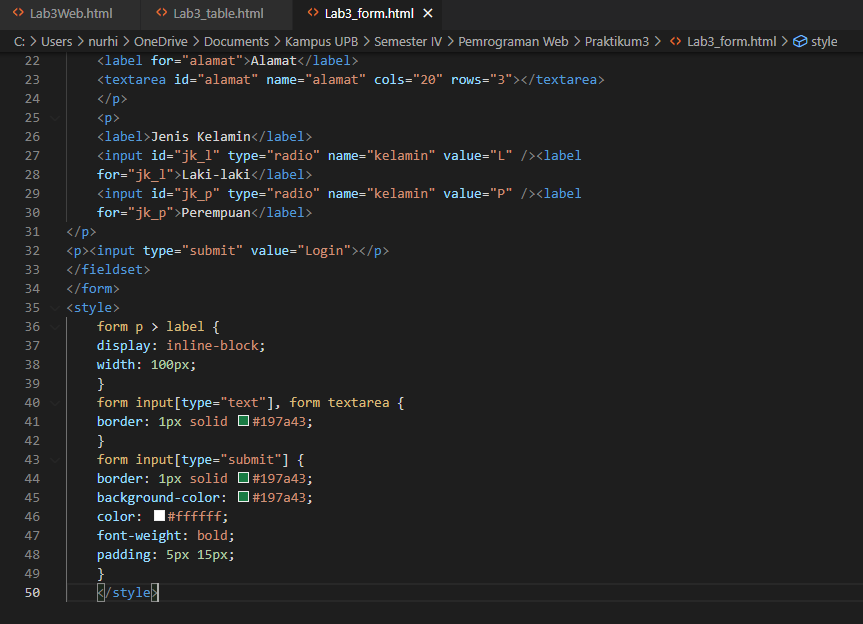 Lab3Web.html Lab3_table.html Lab3_form.html
C: > Users > nurhi > OneDrive > Documents > Kampus UPB > Semester IV > Pemrograman Web > Praktikum3 > Lab3_form.html > style
22 <label for="alamat">Alamat</label>
23 <textarea id="alamat" name="alamat" cols="20" rows="3"></textarea>
24 </p>
25 <p>
26 <label>Jenis Kelamin</label>
27 <input id="jk_l" type="radio" name="kelamin" value="L" /><label
28 for="jk_l">Laki-laki</label>
29 <input id="jk_p" type="radio" name="kelamin" value="P" /><label
30 for="jk_p">Perempuan</label>
31 </p>
32 <p><input type="submit" value="Login"></p>
33 </fieldset>
34 </form>
35 <style>
36 form p > label {
37 display: inline-block;
38 width: 100px;
39 }
40 form input[type="text"], form textarea {
41 border: 1px solid #197a43;
42 }
43 form input[type="submit"] {
44 border: 1px solid #197a43;
45 background-color: #197a43;
46 color: #ffffff;
47 font-weight: bold;
48 padding: 5px 15px;
49 }
50 </style>